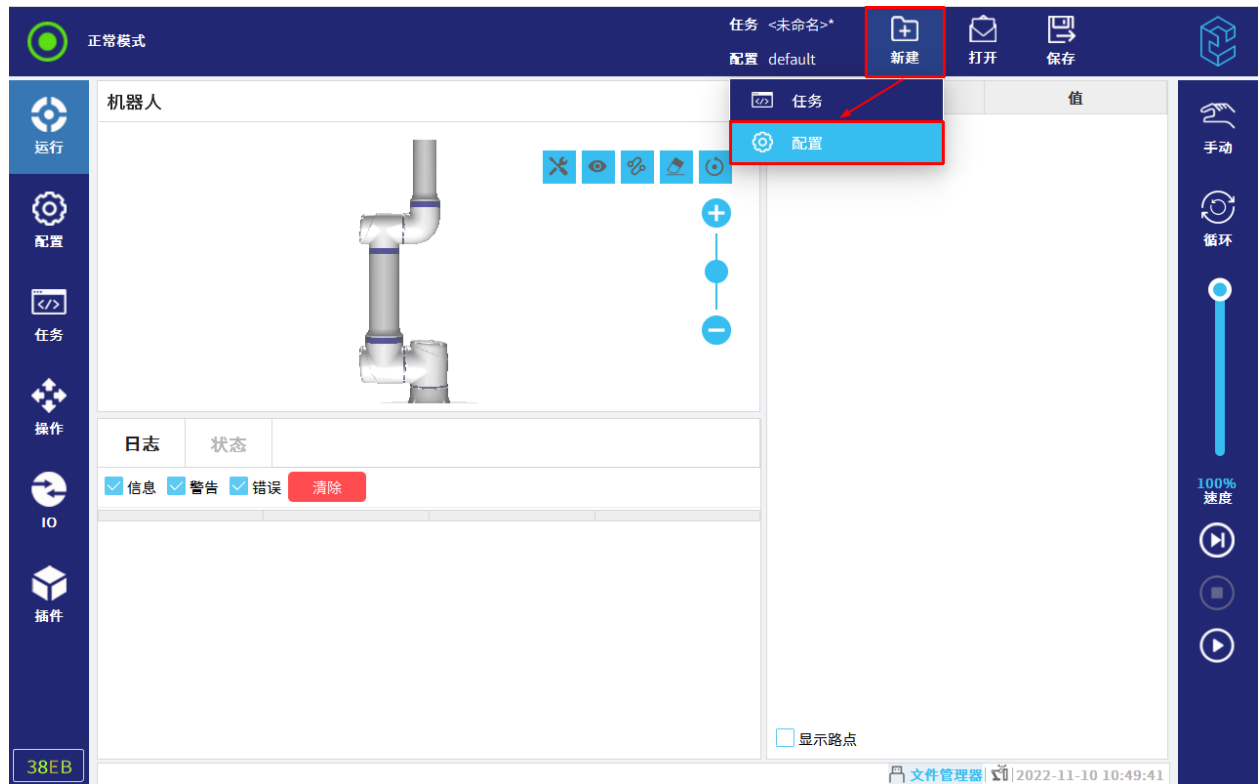 正常模式
任务 <未命名>*
配置 default
新建
打开
保存
任务
配置
运行
配置
任务
操作
IO
插件
38EB
机器人
值
日志
状态
信息
警告
错误
清除
显示路点
手动
循环
100%
速度
文件管理器
2022-11-10 10:49:41